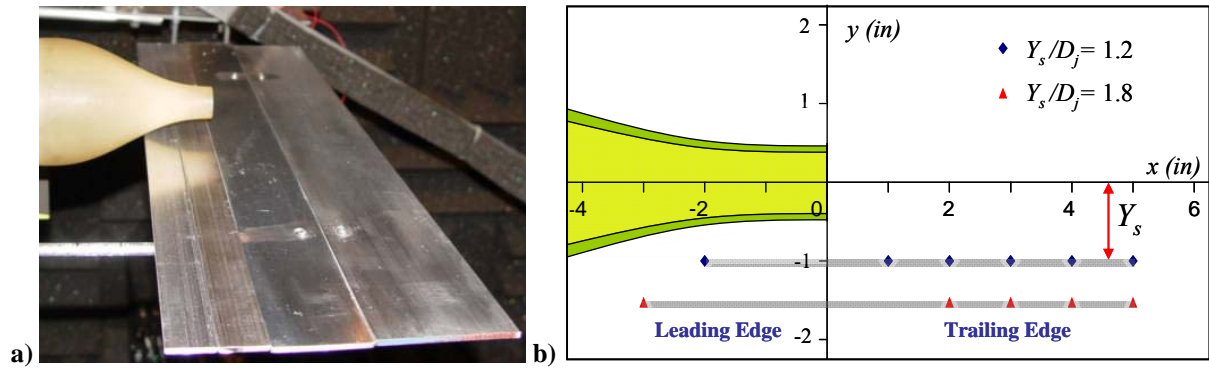 a)
b)
y (in)
x (in)
2
1
-1
-2
-4
-2
0
2
4
6
Y_s/D_j= 1.2
Y_s/D_j= 1.8
Y_s
Leading Edge
Trailing Edge